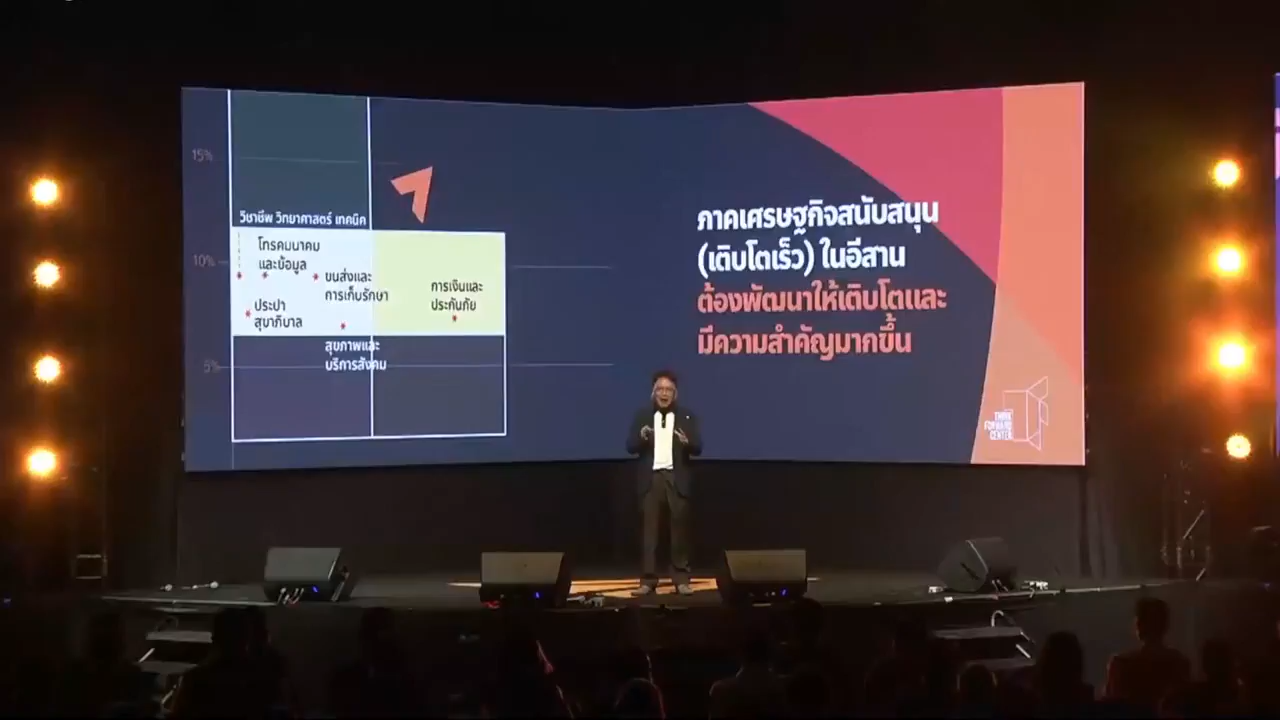 15%
วิชาชีพ วิทยาศาสตร์ เทคนิค
โทรคมนาคม
และข้อมูล
10%
ขนส่งและ
การเก็บรักษา
การเงินและ
ประกันภัย
ประปา
สุขาภิบาล
สุขภาพและ
บริการสังคม
5%
ภาคเศรษฐกิจสนับสนุน
(เติบโตเร็ว) ในอีสาน
ต้องพัฒนาให้เติบโตและ
มีความสำคัญมากขึ้น
THINK
FORWARD
CENTER